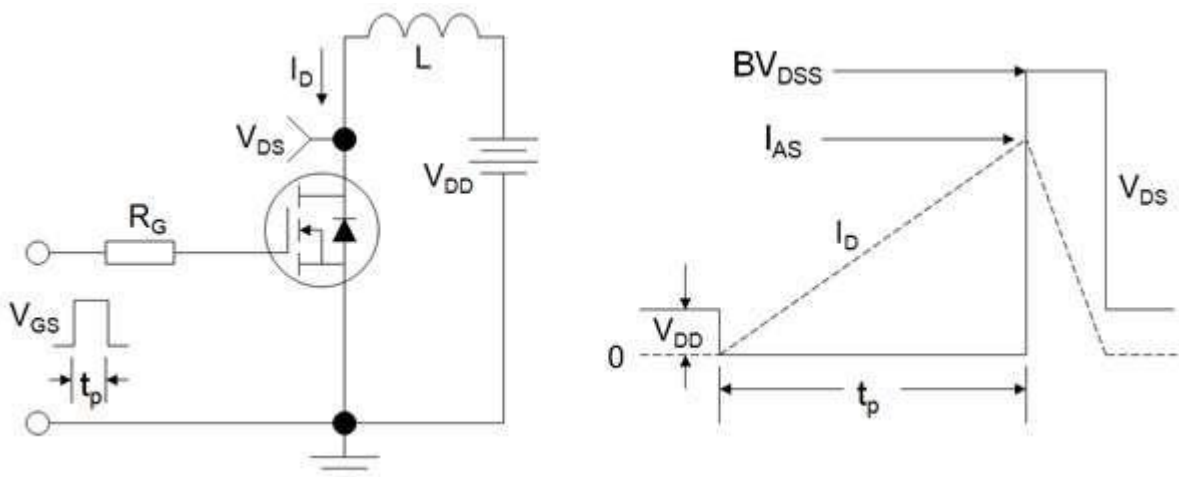 L
I_D
V_DS
V_DD
R_G
V_GS
t_p
BV_DSS
I_AS
V_DS
I_D
V_DD
0
t_p